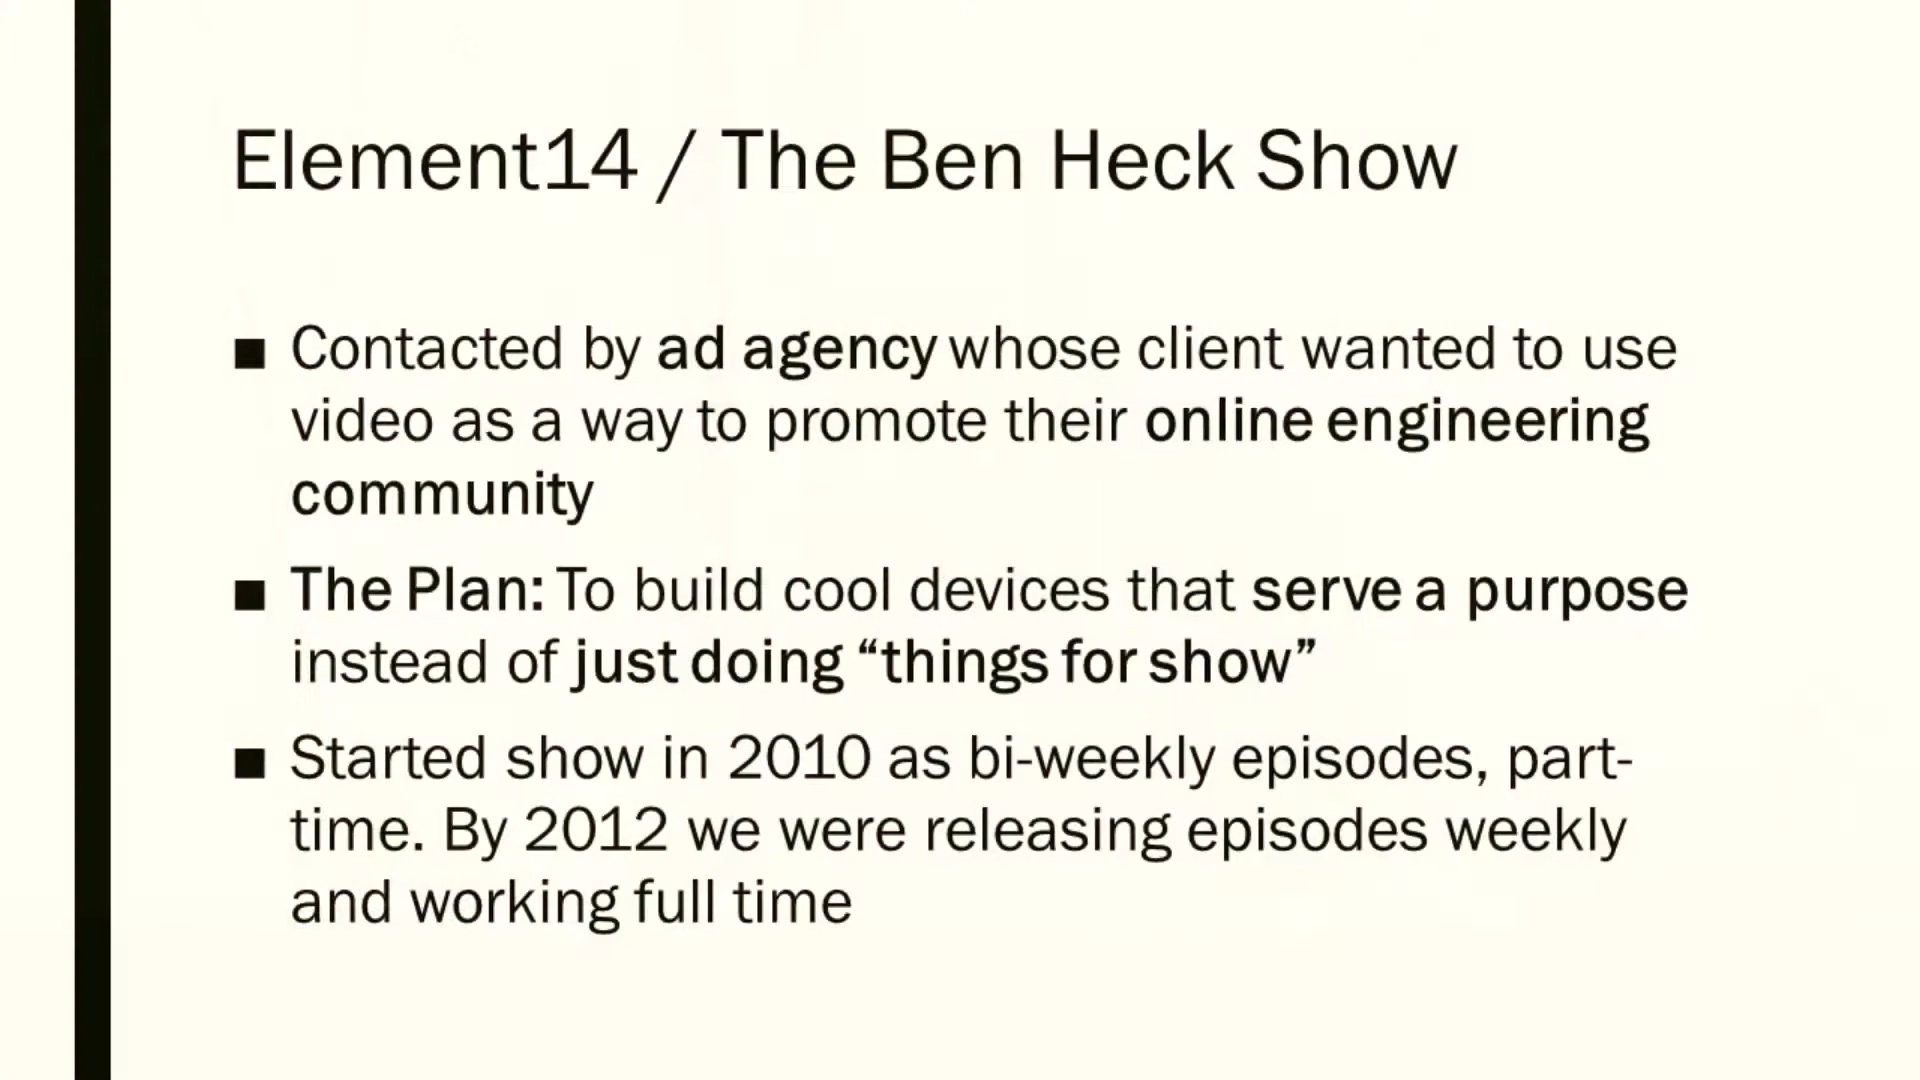 Element14 / The Ben Heck Show
■ Contacted by ad agency whose client wanted to use
video as a way to promote their online engineering
community
■ The Plan: To build cool devices that serve a purpose
instead of just doing “things for show”
■ Started show in 2010 as bi-weekly episodes, part-
time. By 2012 we were releasing episodes weekly
and working full time